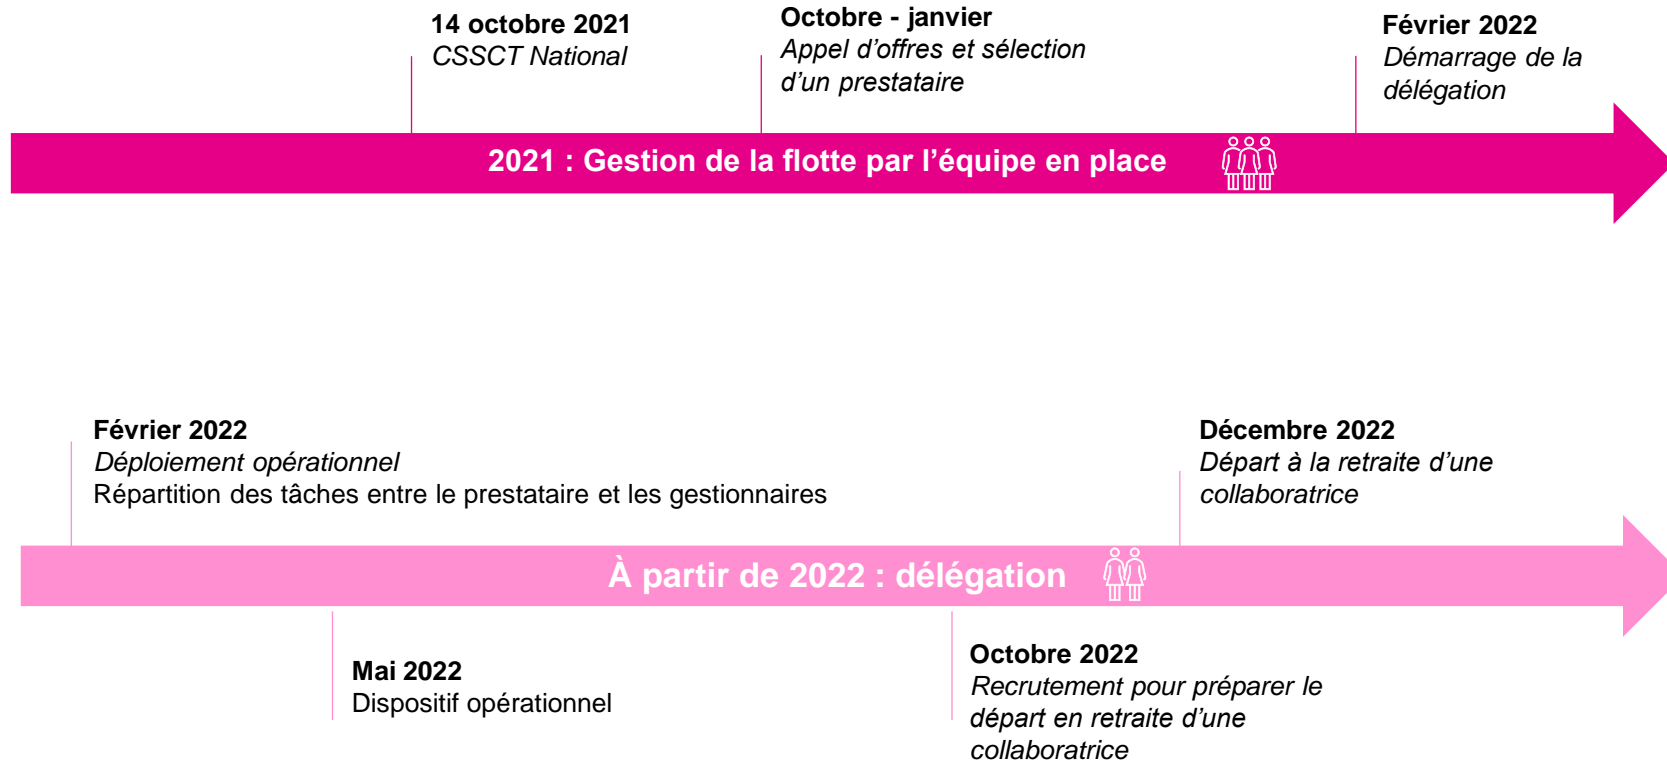 14 octobre 2021
CSSCT National
Octobre - janvier
Appel d’offres et sélection
d’un prestataire
Février 2022
Démarrage de la
délégation
2021 : Gestion de la flotte par l’équipe en place
Février 2022
Déploiement opérationnel
Répartition des tâches entre le prestataire et les gestionnaires
Décembre 2022
Départ à la retraite d’une
collaboratrice
À partir de 2022 : délégation
Mai 2022
Dispositif opérationnel
Octobre 2022
Recrutement pour préparer le
départ en retraite d’une
collaboratrice